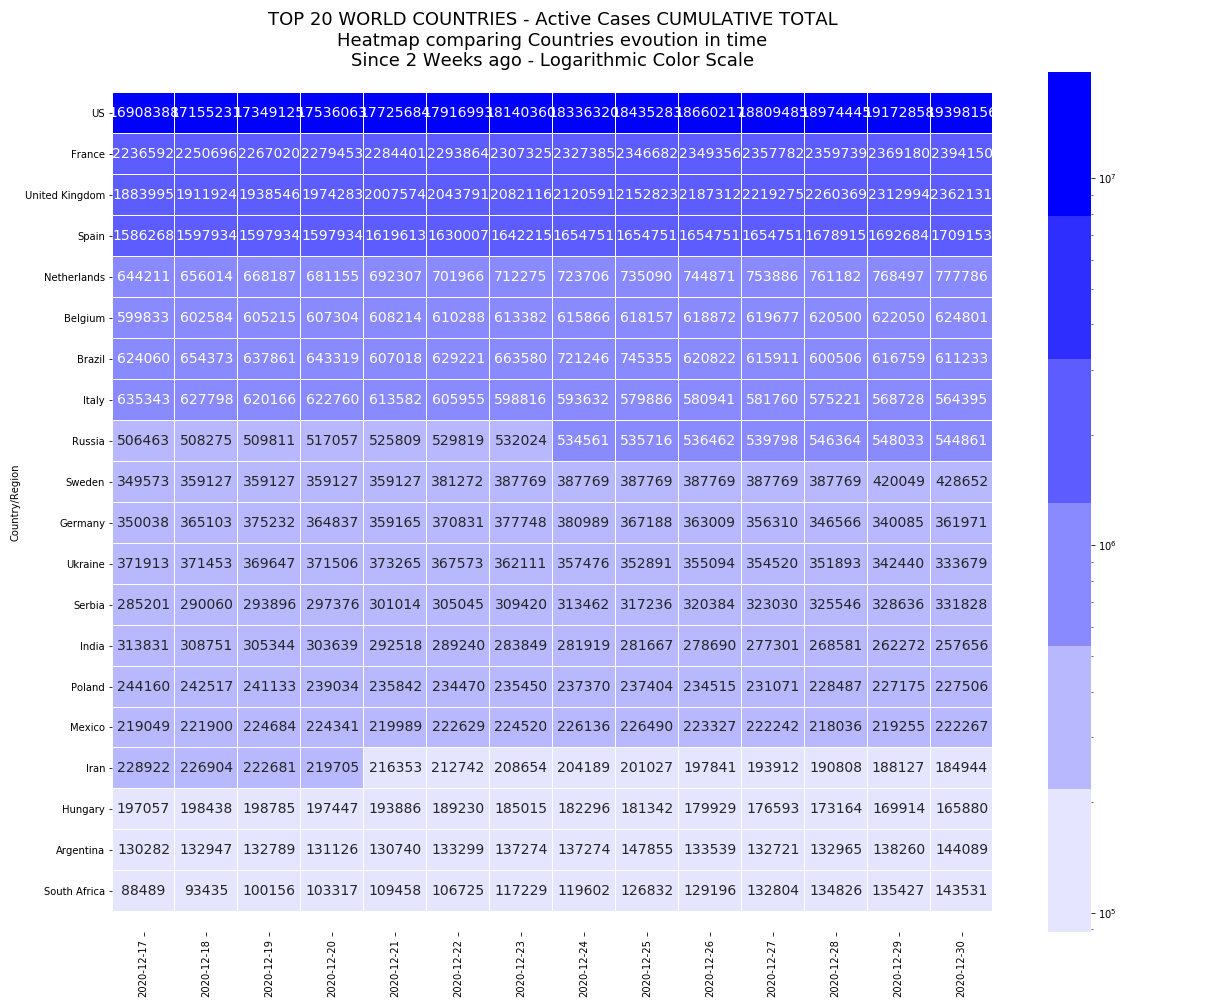 TOP 20 WORLD COUNTRIES - Active Cases CUMULATIVE TOTAL
Heatmap comparing Countries evoution in time
Since 2 Weeks ago - Logarithmic Color Scale
US 16908388 17155231 17349125 17536063 17725684 17916993 18140360 18336320 18435283 18660217 18809485 18974445 19172858 19398156
France 2236592 2250696 2267020 2279453 2284401 2293864 2307325 2327385 2346682 2349356 2357782 2359739 2369180 2394150
United Kingdom 1883995 1911924 1938546 1974283 2007574 2043791 2082116 2120591 2152823 2187312 2219275 2260369 2312994 2362131
Spain 1586268 1597934 1597934 1597934 1619613 1630007 1642215 1654751 1654751 1654751 1654751 1678915 1692684 1709153
Netherlands 644211 656014 668187 681155 692307 701966 712275 723706 735090 744871 753886 761182 768497 777786
Belgium 599833 602584 605215 607304 608214 610288 613382 615866 618157 618872 619677 620500 622050 624801
Brazil 624060 654373 637861 643319 607018 629221 663580 721246 745355 620822 615911 600506 616759 611233
Italy 635343 627798 620166 622760 613582 605955 598816 593632 579886 580941 581760 575221 568728 564395
Russia 506463 508275 509811 517057 525809 529819 532024 534561 535716 536462 539798 546364 548033 544861
Sweden 349573 359127 359127 359127 359127 381272 387769 387769 387769 387769 387769 387769 420049 428652
Germany 350038 365103 375232 364837 359165 370831 377748 380989 367188 363009 356310 346566 340085 361971
Ukraine 371913 371453 369647 371506 373265 367573 362111 357476 352891 355094 354520 351893 342440 333679
Serbia 285201 290060 293896 297376 301014 305045 309420 313462 317236 320384 323030 325546 328636 331828
India 313831 308751 305344 303639 292518 289240 283849 281919 281667 278690 277301 268581 262272 257656
Poland 244160 242517 241133 239034 235842 234470 235450 237370 237404 234515 231071 228487 227175 227506
Mexico 219049 221900 224684 224341 219989 222629 224520 226136 226490 223327 222242 218036 219255 222267
Iran 228922 226904 222681 219705 216353 212742 208654 204189 201027 197841 193912 190808 188127 184944
Hungary 197057 198438 198785 197447 193886 189230 185015 182296 181342 179929 176593 173164 169914 165880
Argentina 130282 132947 132789 131126 130740 133299 137274 137274 147855 133539 132721 132965 138260 144089
South Africa 88489 93435 100156 103317 109458 106725 117229 119602 126832 129196 132804 134826 135427 143531
2020-12-17 2020-12-18 2020-12-19 2020-12-20 2020-12-21 2020-12-22 2020-12-23 2020-12-24 2020-12-25 2020-12-26 2020-12-27 2020-12-28 2020-12-29 2020-12-30
Country/Region
10⁷
10⁶
10⁵